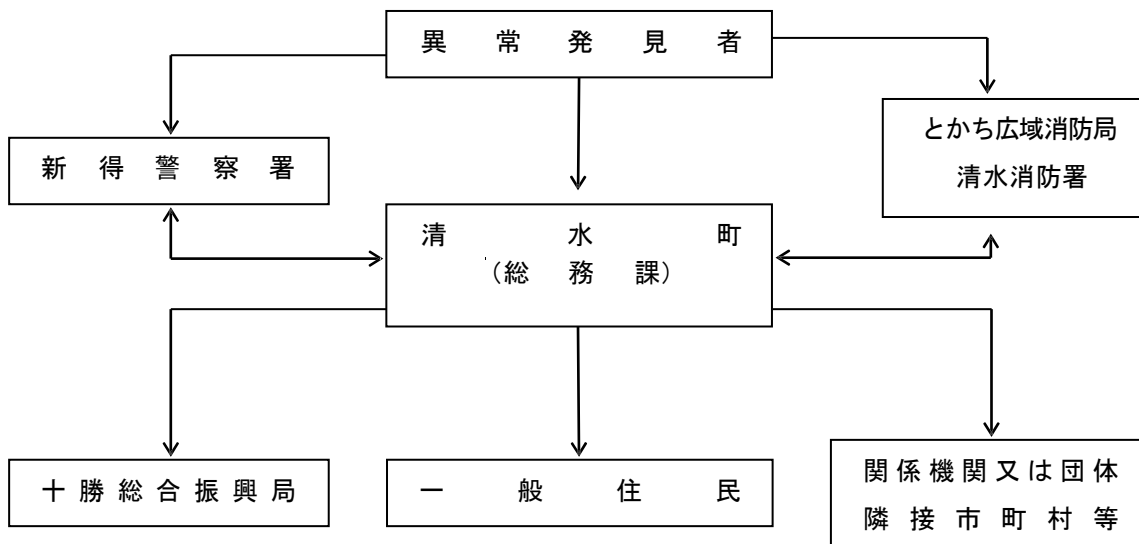 異常発見者
とかち広域消防局
清水消防署
新得警察署
清水町
（総務課）
十勝総合振興局
一般住民
関係機関又は団体
隣接市町村等